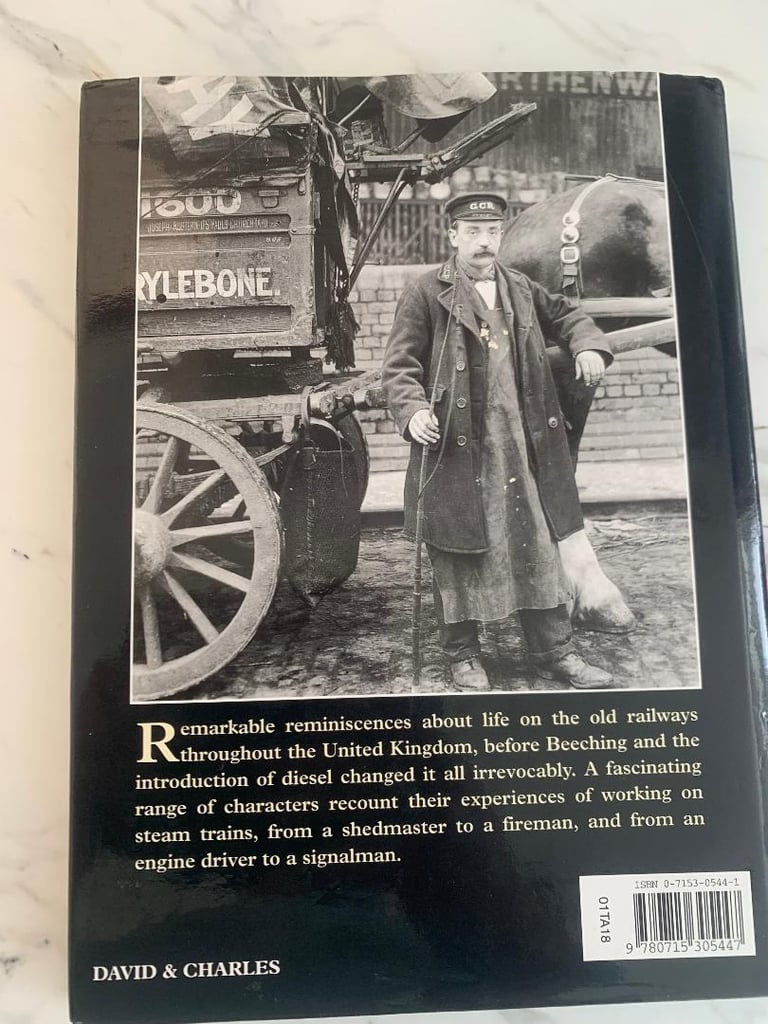 RTHENWA
1800
G.C.R.
RYLEBONE.
Remarkable reminiscences about life on the old railways
throughout the United Kingdom, before Beeching and the
introduction of diesel changed it all irrevocably. A fascinating
range of characters recount their experiences of working on
steam trains, from a shedmaster to a fireman, and from an
engine driver to a signalman.
ISBN 0-7153-0544-1
01TA18
9 780715 305447
DAVID & CHARLES